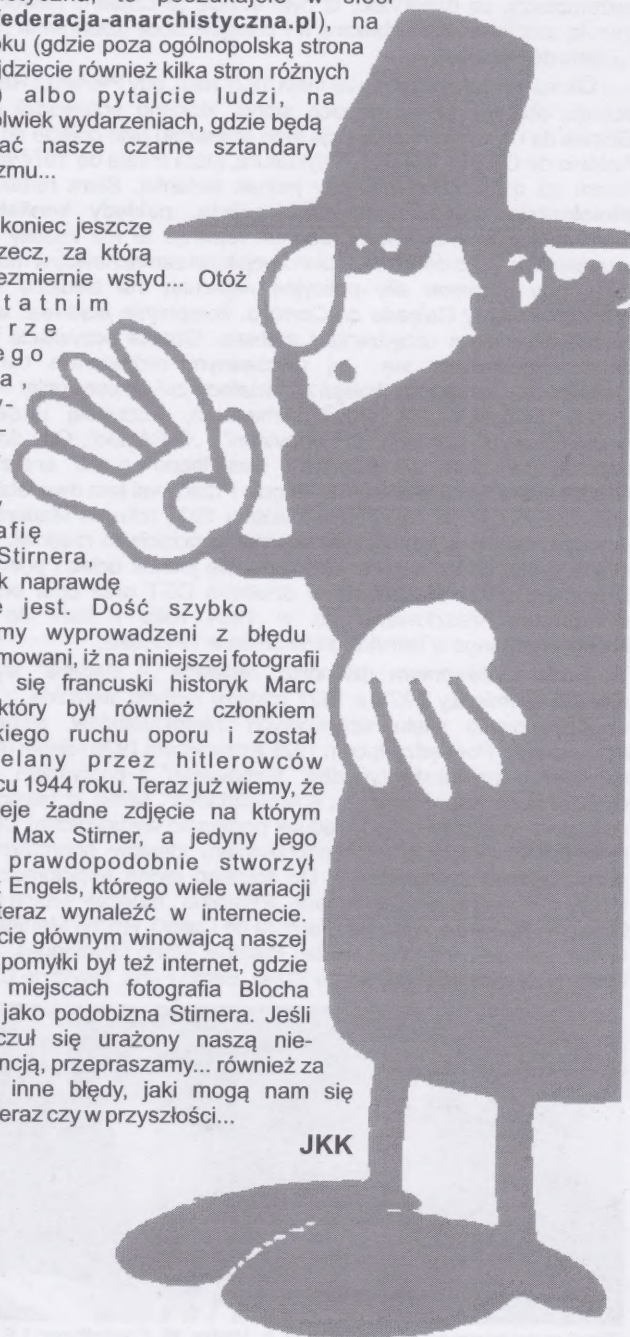 federacja-anarchistyczna.pl), na
oku (gdzie poza ogólnopolską strona
jdziecie również kilka stron różnych
) albo pytajcie ludzi, na
olwiek wydarzeniach, gdzie będą
ać nasze czarne sztandary
zmu...
koniec jeszcze
rzecz, za którą
ezmiernie wstyd... Otóż
tatnim
rze
ego
a
y-
afię
Stirnera,
k naprawdę
e jest. Dość szybko
my wyprowadzeni z błędu
mowani, iż na niniejszej fotografii
się francuski historyk Marc
który był również członkiem
kiego ruchu oporu i został
elany przez hitlerowców
cu 1944 roku. Teraz już wiemy, że
eje żadne zdjęcie na którym
Max Stirner, a jedyny jego
prawdopodobnie stworzył
k Engels, którego wiele wariacji
teraz wynaleźć w internecie.
cie głównym winowajcą naszej
pomyłki był też internet, gdzie
miejscach fotografia Blocha
jako podobizna Stirnera. Jeśli
czuł się urażony naszą nie-
ncją, przepraszamy... również za
inne błędy, jaki mogą nam się
eraz czy w przyszłości...
JKK